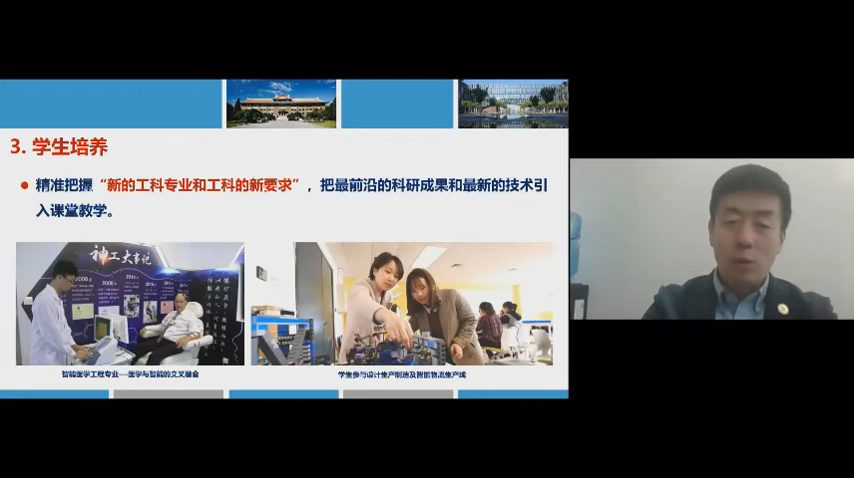 3. 学生培养
● 精准把握“新的工科专业和工科的新要求”，把最前沿的科研成果和最新的技术引
入课堂教学。
神工大事记
2006
2014
智能医学工程专业---医学与智能的交叉融合
学生参与设计生产制造及智能物流生产线